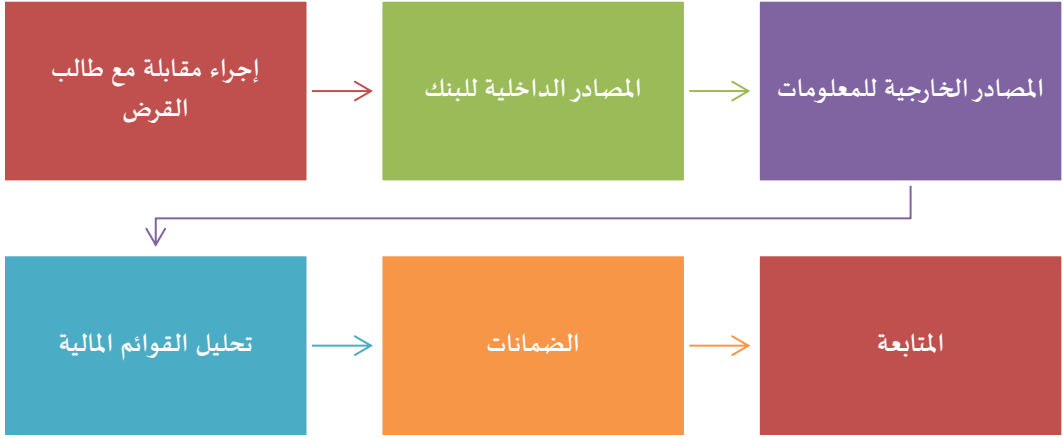 إجراء مقابلة مع طالب
القرض
المصادر الداخلية للبنك
المصادر الخارجية للمعلومات
تحليل القوائم المالية
الضمانات
المتابعة